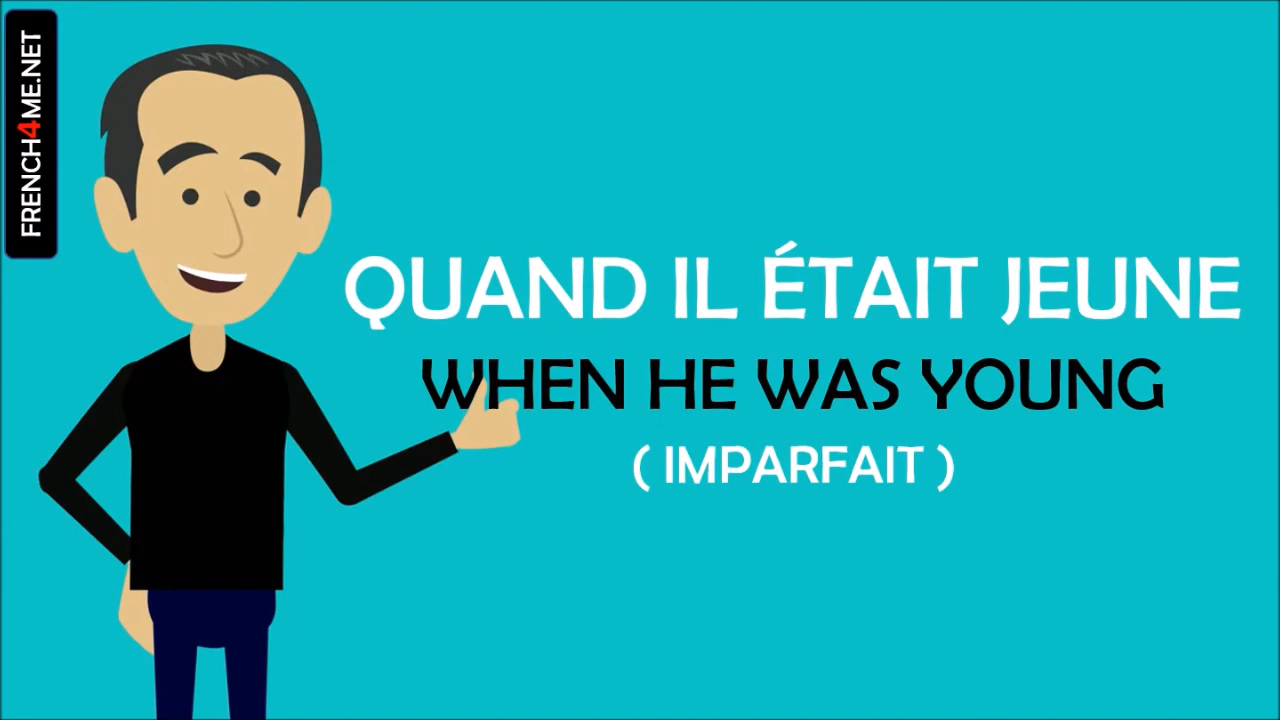 FRENCH4ME.NET
QUAND IL ÉTAIT JEUNE
WHEN HE WAS YOUNG
( IMPARFAIT )